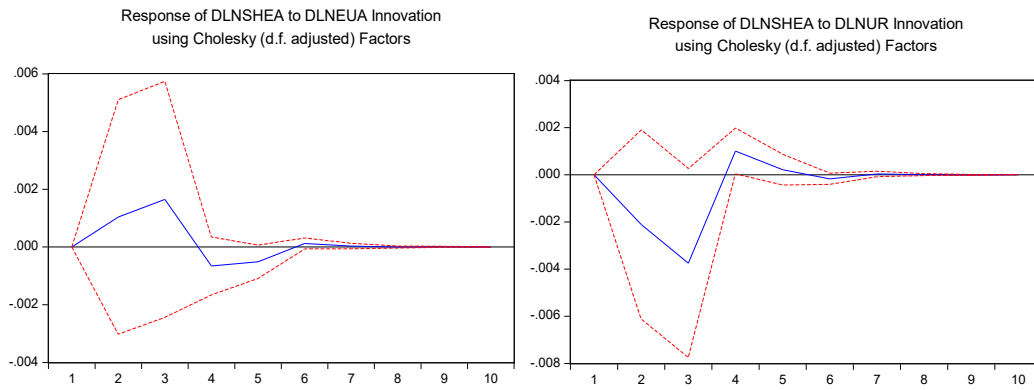 Response of DLNSHEA to DLNEUA Innovation
using Cholesky (d.f. adjusted) Factors
.006
.004
.002
.000
-.002
-.004
1 2 3 4 5 6 7 8 9 10
Response of DLNSHEA to DLNUR Innovation
using Cholesky (d.f. adjusted) Factors
.004
.002
.000
-.002
-.004
-.006
-.008
1 2 3 4 5 6 7 8 9 10